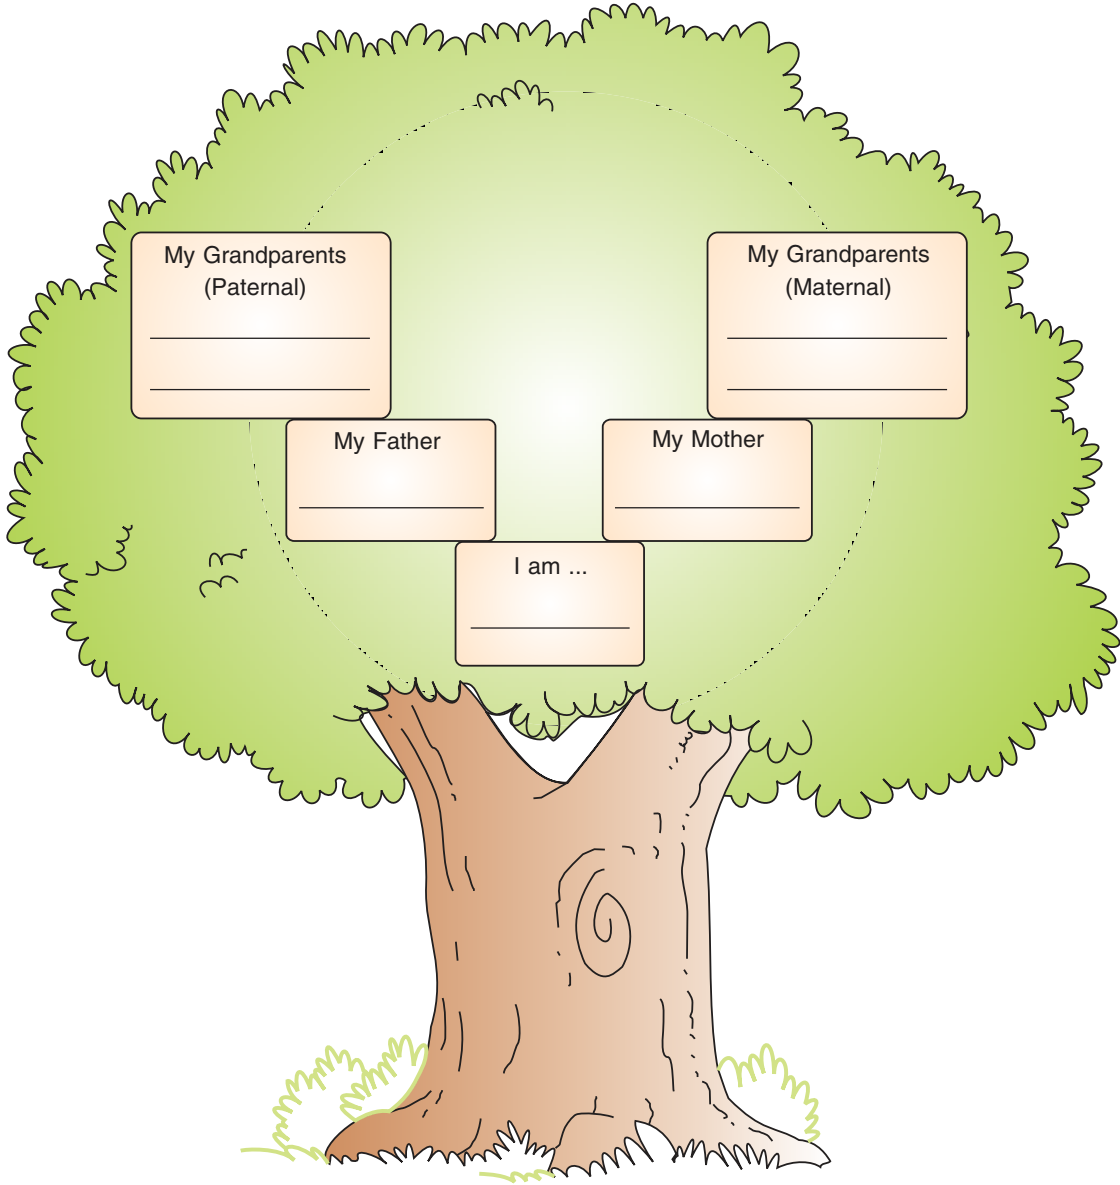 My Grandparents
(Paternal)
My Grandparents
(Maternal)
My Father
My Mother
I am ...